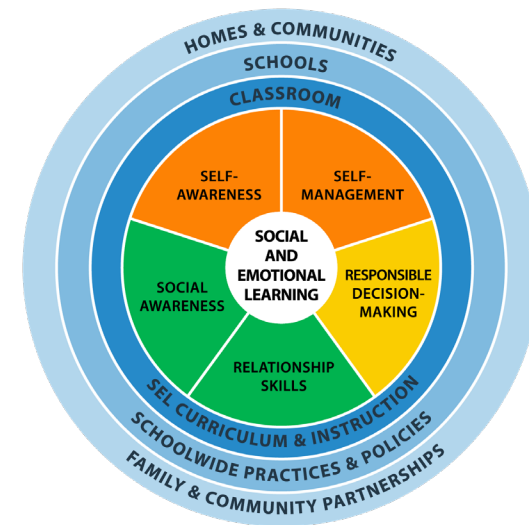 HOMES & COMMUNITIES
SCHOOLS
CLASSROOM
SELF-
AWARENESS
SELF-
MANAGEMENT
SOCIAL
AND
EMOTIONAL
LEARNING
SOCIAL
AWARENESS
RESPONSIBLE
DECISION-
MAKING
RELATIONSHIP
SKILLS
SEL CURRICULUM & INSTRUCTION
SCHOOLWIDE PRACTICES & POLICIES
FAMILY & COMMUNITY PARTNERSHIPS